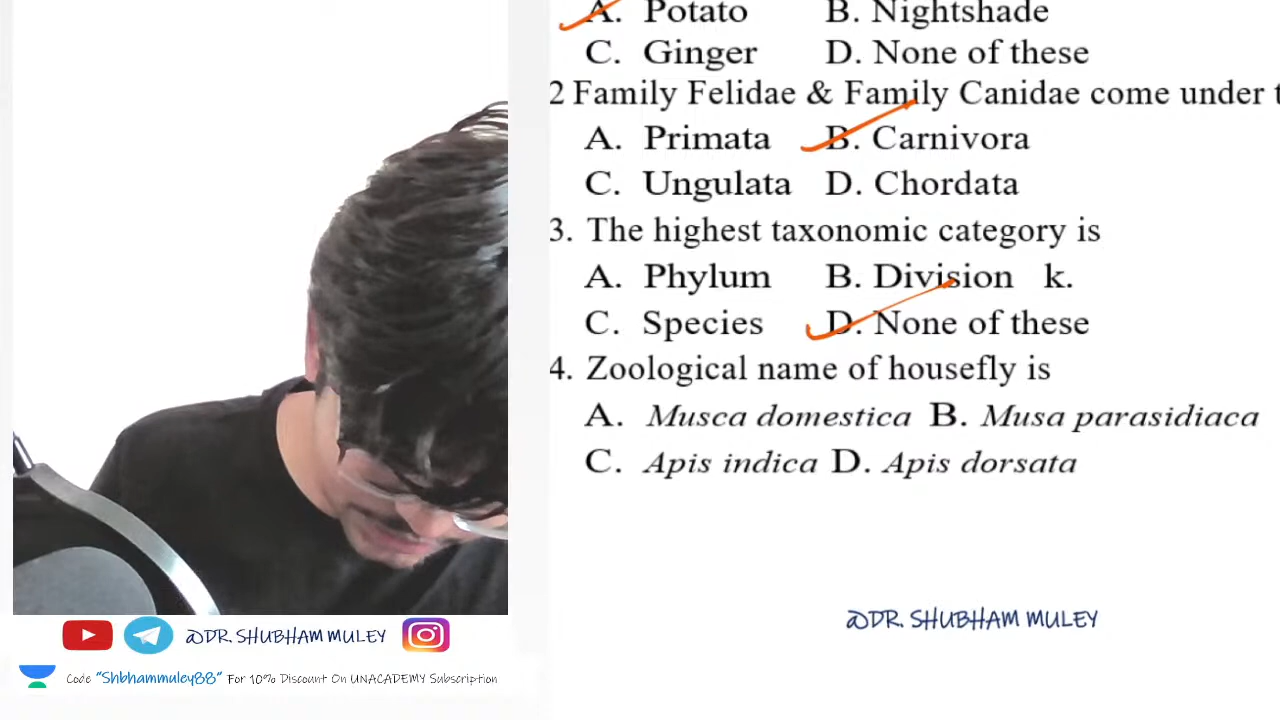 A. Potato B. Nightshade
C. Ginger D. None of these
2 Family Felidae & Family Canidae come under
A. Primata B. Carnivora
C. Ungulata D. Chordata
3. The highest taxonomic category is
A. Phylum B. Division k.
C. Species D. None of these
4. Zoological name of housefly is
A. Musca domestica B. Musa parasidiaca
C. Apis indica D. Apis dorsata
@DR. SHUBHAM MULEY
@DR. SHUBHAM MULEY
Code "Shbhammuley88" For 10% Discount On UNACADEMY Subscription